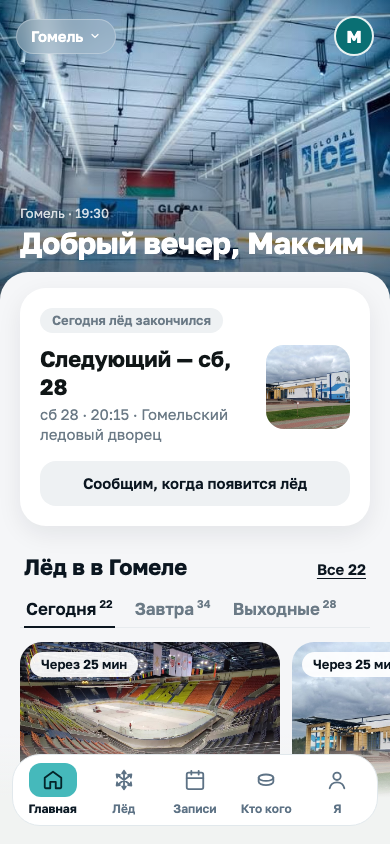 Гомель
M
GLOBAL
ICE
Гомель · 19:30
Добрый вечер, Максим
Сегодня лёд закончился
Следующий — сб,
28
сб 28 · 20:15 · Гомельский
ледовый дворец
Сообщим, когда появится лёд
Лёд в в Гомеле
Все 22
Сегодня 22
Завтра 34
Выходные 28
Через 25 мин
Через 25 ми
Главная
Лёд
Записи
Кто кого
Я